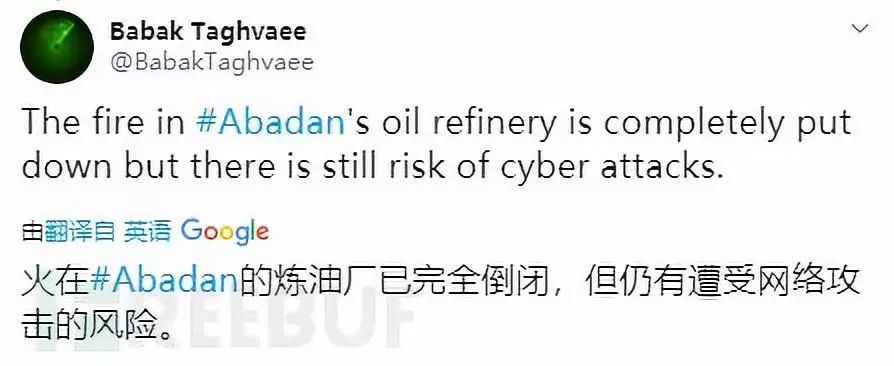 Babak Taghvaee
@BabakTaghvaee
The fire in #Abadan's oil refinery is completely put
down but there is still risk of cyber attacks.
由翻译自 英语 Google
火在#Abadan的炼油厂已完全倒闭，但仍有遭受网络攻
击的风险。
REEBUF